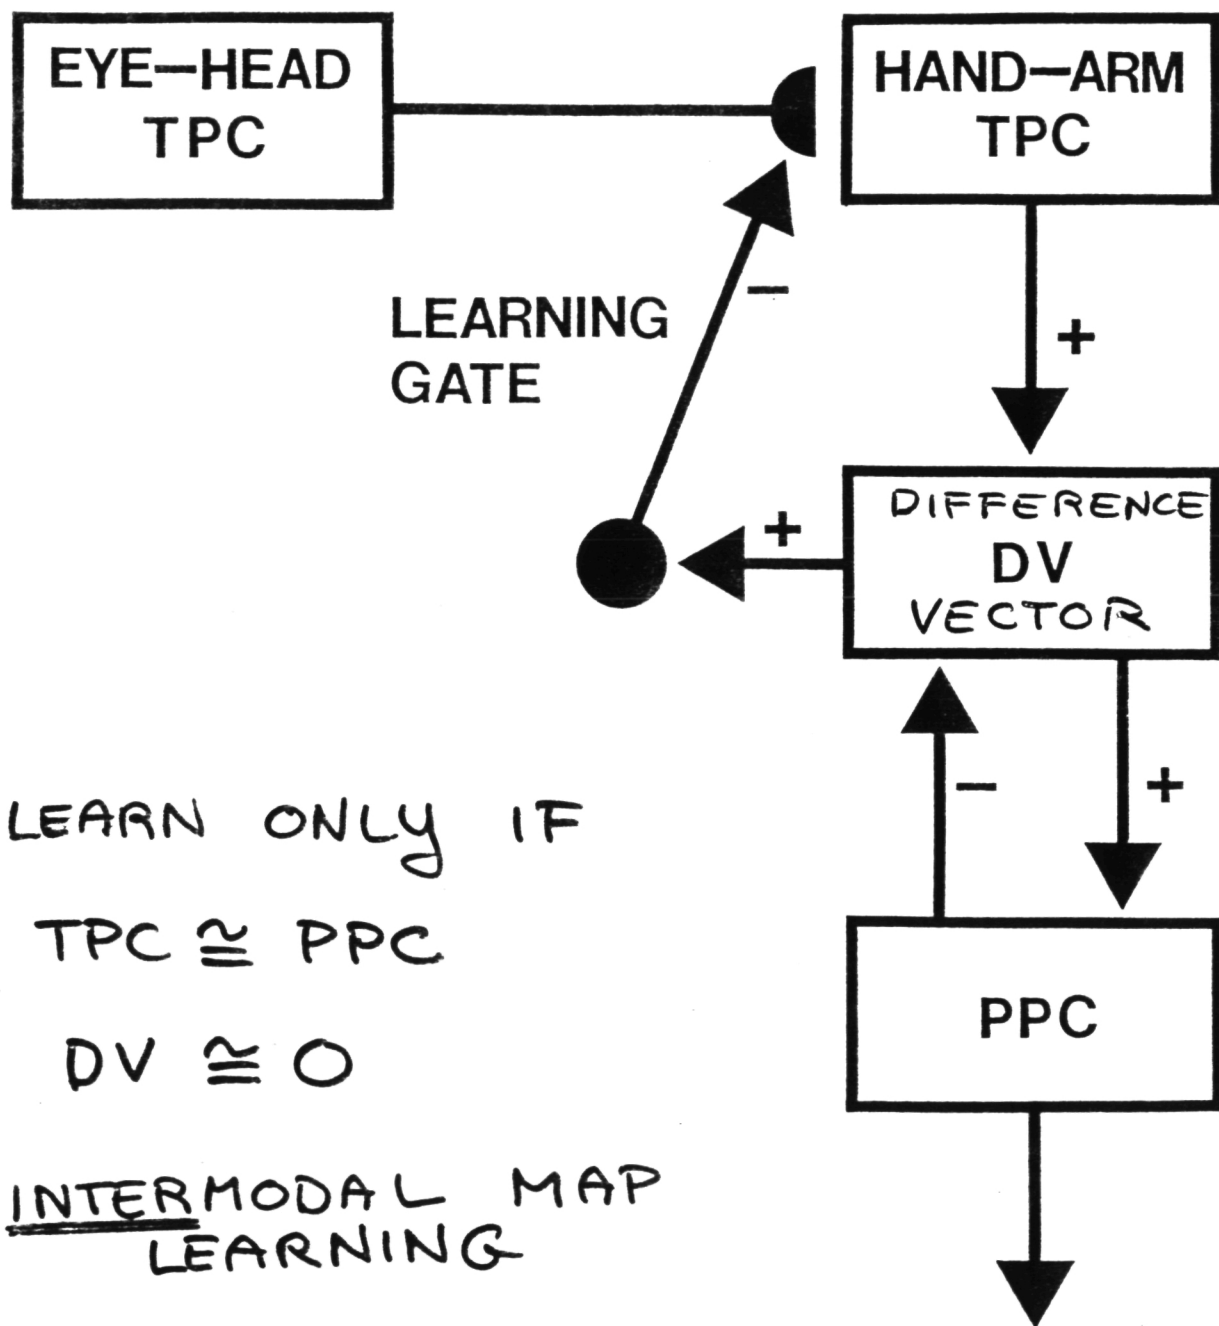 EYE—HEAD
TPC
HAND—ARM
TPC
LEARNING
GATE
−
+
+
DIFFERENCE
DV
VECTOR
−
+
PPC
LEARN ONLY IF
TPC ≅ PPC
DV ≅ O
INTERMODAL MAP
LEARNING